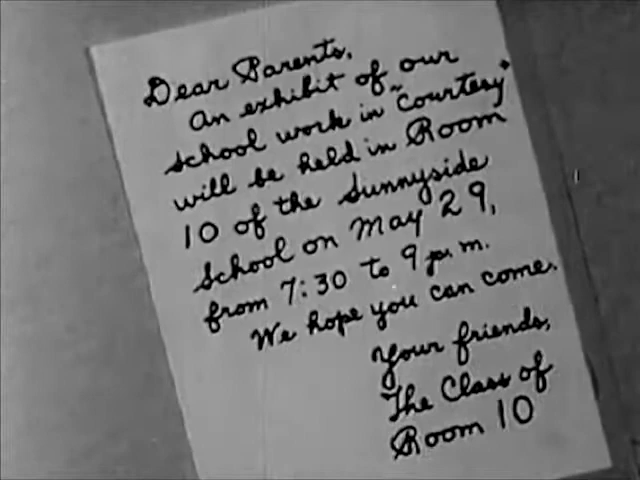 Dear Parents,
An exhibit of our
school work in "Courtesy"
will be held in Room
10 of the Sunnyside
School on May 29,
from 7:30 to 9 p. m.
We hope you can come.
Your friends,
The Class of
Room 10